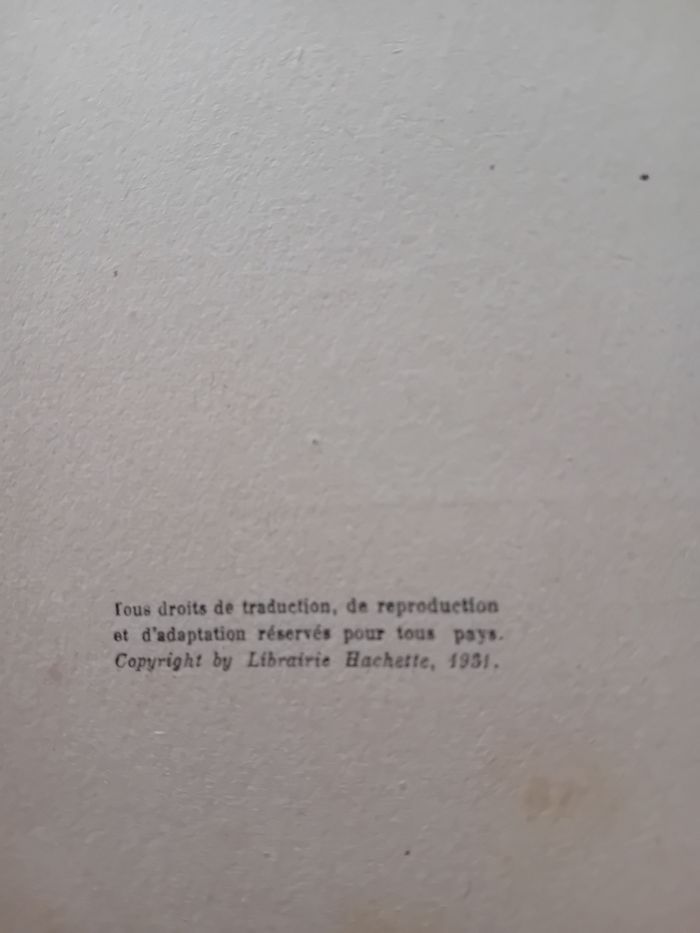 Tous droits de traduction, de reproduction
et d'adaptation réservés pour tous pays.
Copyright by Librairie Hachette, 1931.